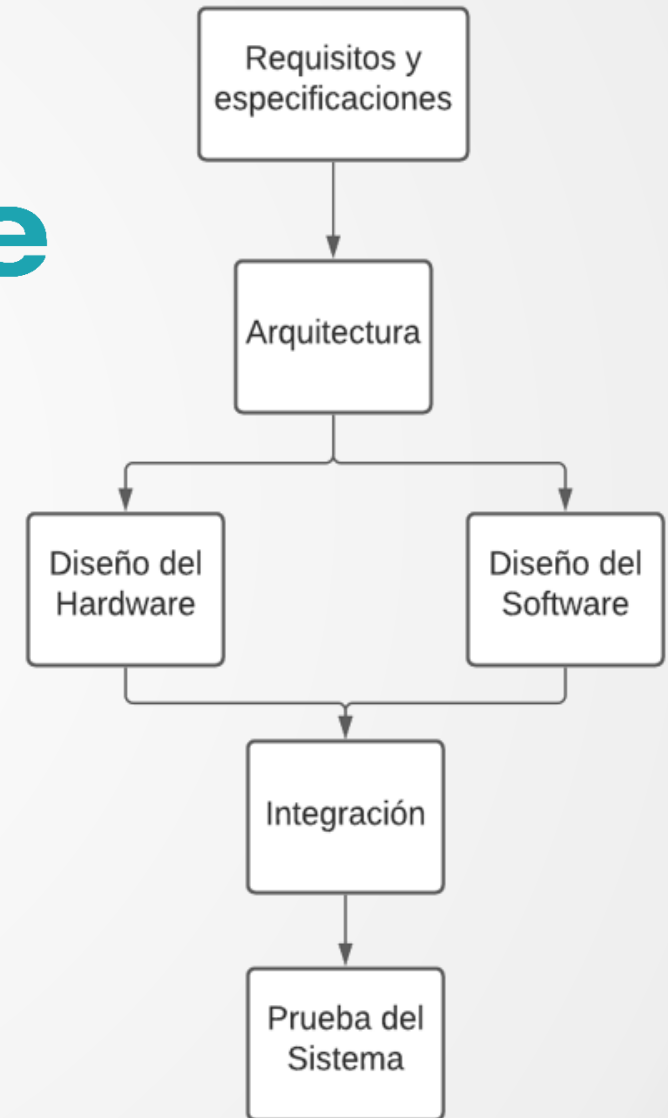 Requisitos y
especificaciones
e
Arquitectura
Diseño del
Hardware
Diseño del
Software
Integración
Prueba del
Sistema